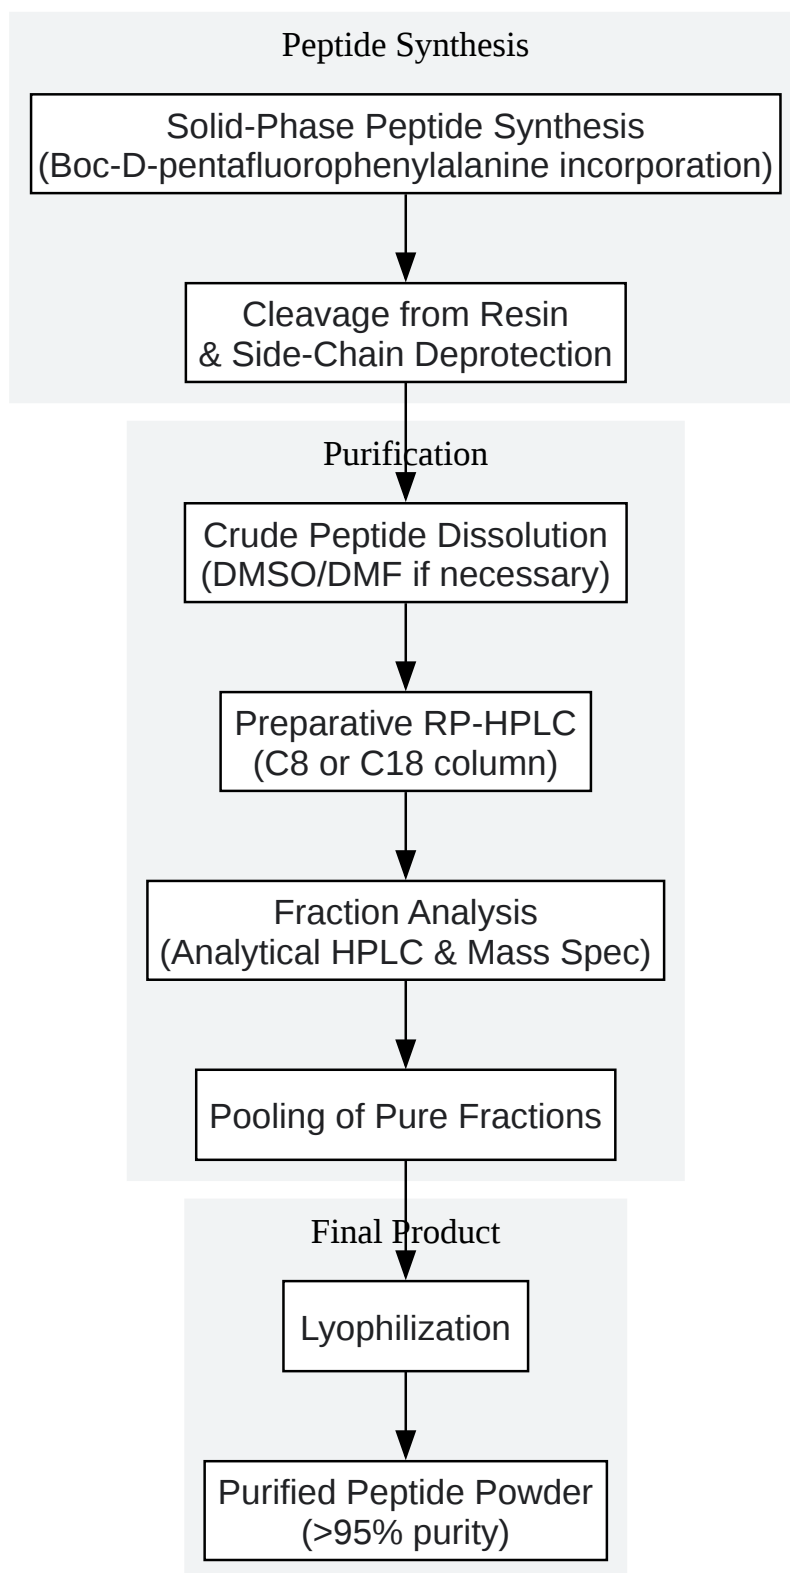 Peptide Synthesis
Solid-Phase Peptide Synthesis
(Boc-D-pentafluorophenylalanine incorporation)
Cleavage from Resin
& Side-Chain Deprotection
Purification
Crude Peptide Dissolution
(DMSO/DMF if necessary)
Preparative RP-HPLC
(C8 or C18 column)
Fraction Analysis
(Analytical HPLC & Mass Spec)
Pooling of Pure Fractions
Final Product
Lyophilization
Purified Peptide Powder
(>95% purity)